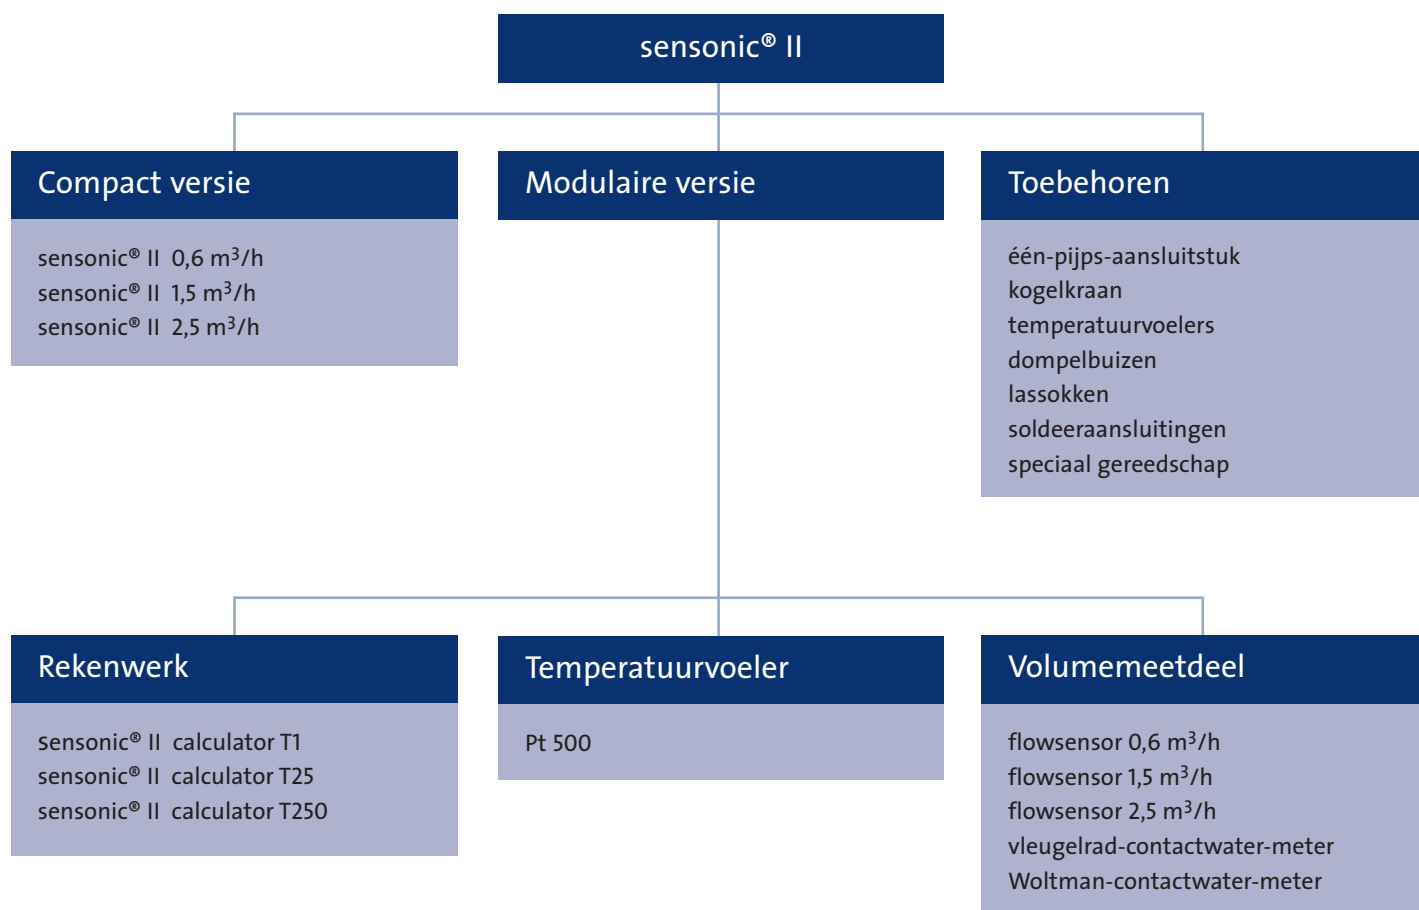 sensonic® II
Compact versie
sensonic® II 0,6 m³/h
sensonic® II 1,5 m³/h
sensonic® II 2,5 m³/h
Modulaire versie
Toebehoren
één-pijps-aansluitstuk
kogelkraan
temperatuurvoelers
dompelbuizen
lassokken
soldeeraansluitingen
speciaal gereedschap
Rekenwerk
sensonic® II calculator T1
sensonic® II calculator T25
sensonic® II calculator T250
Temperatuurvoeler
Pt 500
Volumemeetdeel
flowsensor 0,6 m³/h
flowsensor 1,5 m³/h
flowsensor 2,5 m³/h
vleugelrad-contactwater-meter
Woltman-contactwater-meter